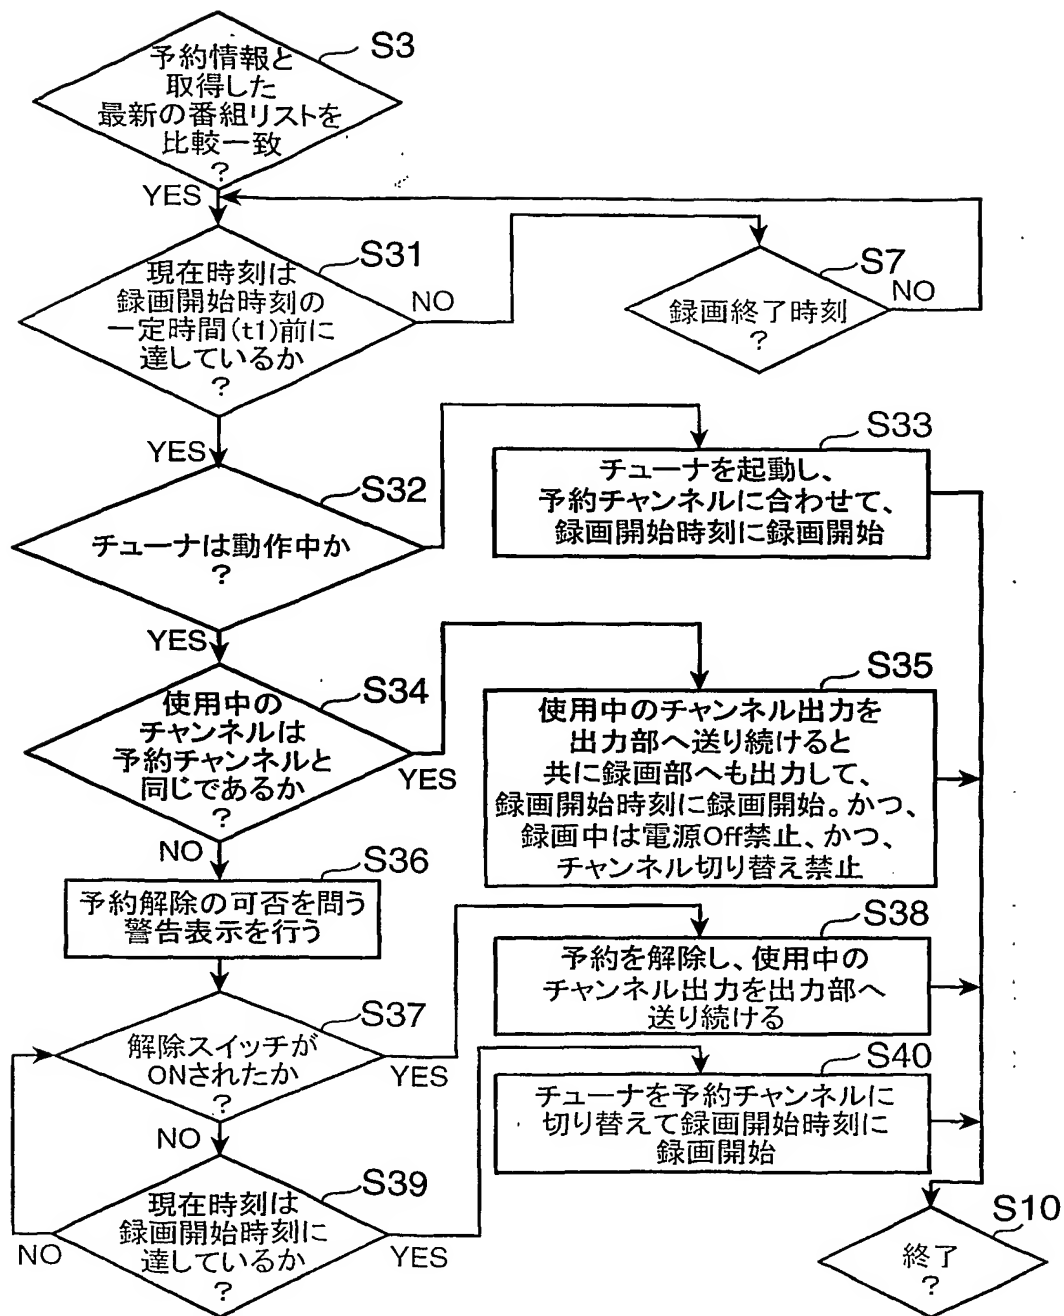 S3
予約情報と
取得した
最新の番組リストを
比較一致
?
YES
S31
現在時刻は
録画開始時刻の
一定時間(t1)前に
達しているか
?
NO
S7
録画終了時刻
?
NO
YES
S32
チューナは動作中か
?
S33
チューナを起動し、
予約チャンネルに合わせて、
録画開始時刻に録画開始
YES
S34
使用中の
チャンネルは
予約チャンネルと
同じであるか
?
YES
S35
使用中のチャンネル出力を
出力部へ送り続けると
共に録画部へも出力して、
録画開始時刻に録画開始。かつ、
録画中は電源Off禁止、かつ、
チャンネル切り替え禁止
NO
S36
予約解除の可否を問う
警告表示を行う
S37
解除スイッチが
ONされたか
?
YES
S38
予約を解除し、使用中の
チャンネル出力を出力部へ
送り続ける
NO
S39
現在時刻は
録画開始時刻に
達しているか
?
NO
YES
S40
チューナを予約チャンネルに
切り替えて録画開始時刻に
録画開始
S10
終了
?